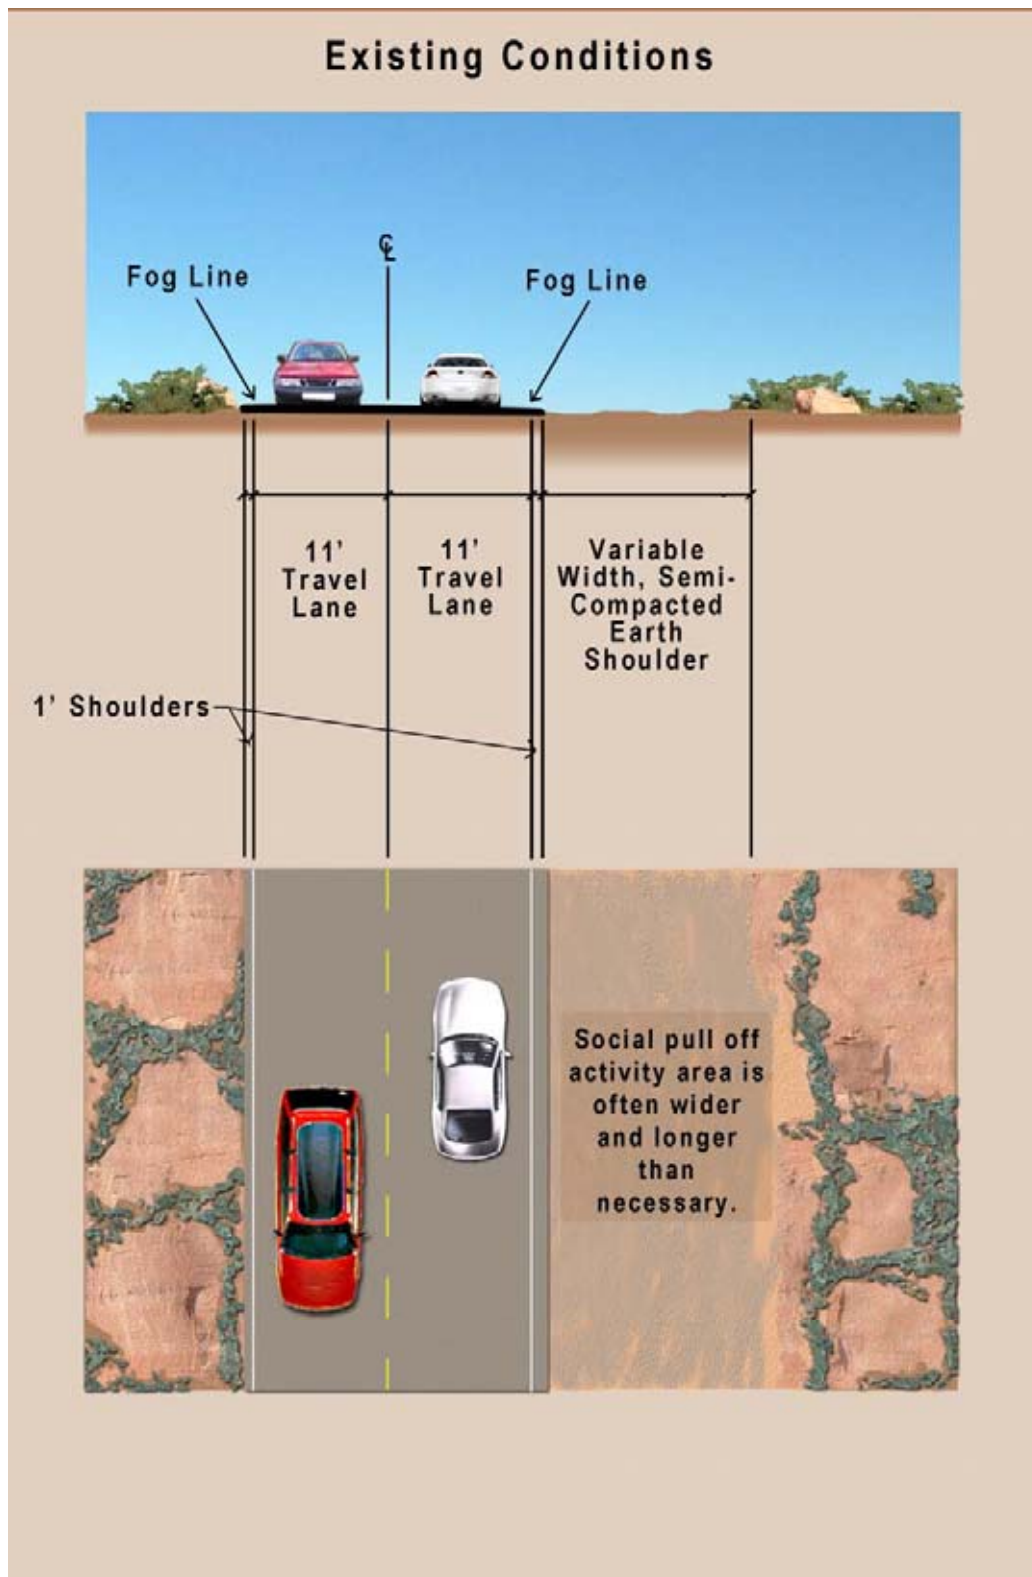 Existing Conditions
℄
Fog Line
Fog Line
11’
Travel
Lane
11’
Travel
Lane
Variable
Width, Semi-
Compacted
Earth
Shoulder
1’ Shoulders
Social pull off
activity area is
often wider
and longer
than
necessary.